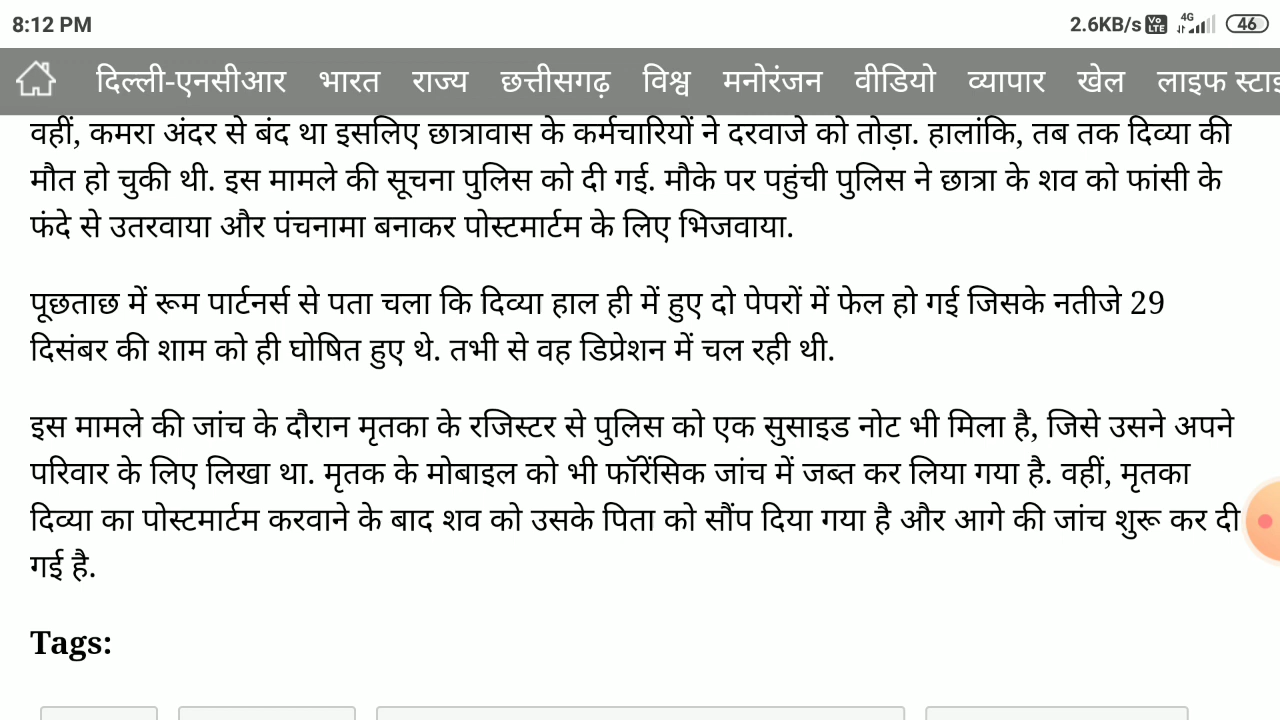 8:12 PM 2.6KB/s Vo LTE 4G 46
दिल्ली-एनसीआर भारत राज्य छत्तीसगढ़ विश्व मनोरंजन वीडियो व्यापार खेल लाइफ स्टाइ
वहीं, कमरा अंदर से बंद था इसलिए छात्रावास के कर्मचारियों ने दरवाजे को तोड़ा. हालांकि, तब तक दिव्या की
मौत हो चुकी थी. इस मामले की सूचना पुलिस को दी गई. मौके पर पहुंची पुलिस ने छात्रा के शव को फांसी के
फंदे से उतरवाया और पंचनामा बनाकर पोस्टमार्टम के लिए भिजवाया.
पूछताछ में रूम पार्टनर्स से पता चला कि दिव्या हाल ही में हुए दो पेपरों में फेल हो गई जिसके नतीजे 29
दिसंबर की शाम को ही घोषित हुए थे. तभी से वह डिप्रेशन में चल रही थी.
इस मामले की जांच के दौरान मृतका के रजिस्टर से पुलिस को एक सुसाइड नोट भी मिला है, जिसे उसने अपने
परिवार के लिए लिखा था. मृतक के मोबाइल को भी फॉरेंसिक जांच में जब्त कर लिया गया है. वहीं, मृतका
दिव्या का पोस्टमार्टम करवाने के बाद शव को उसके पिता को सौंप दिया गया है और आगे की जांच शुरू कर दी
गई है.
Tags: